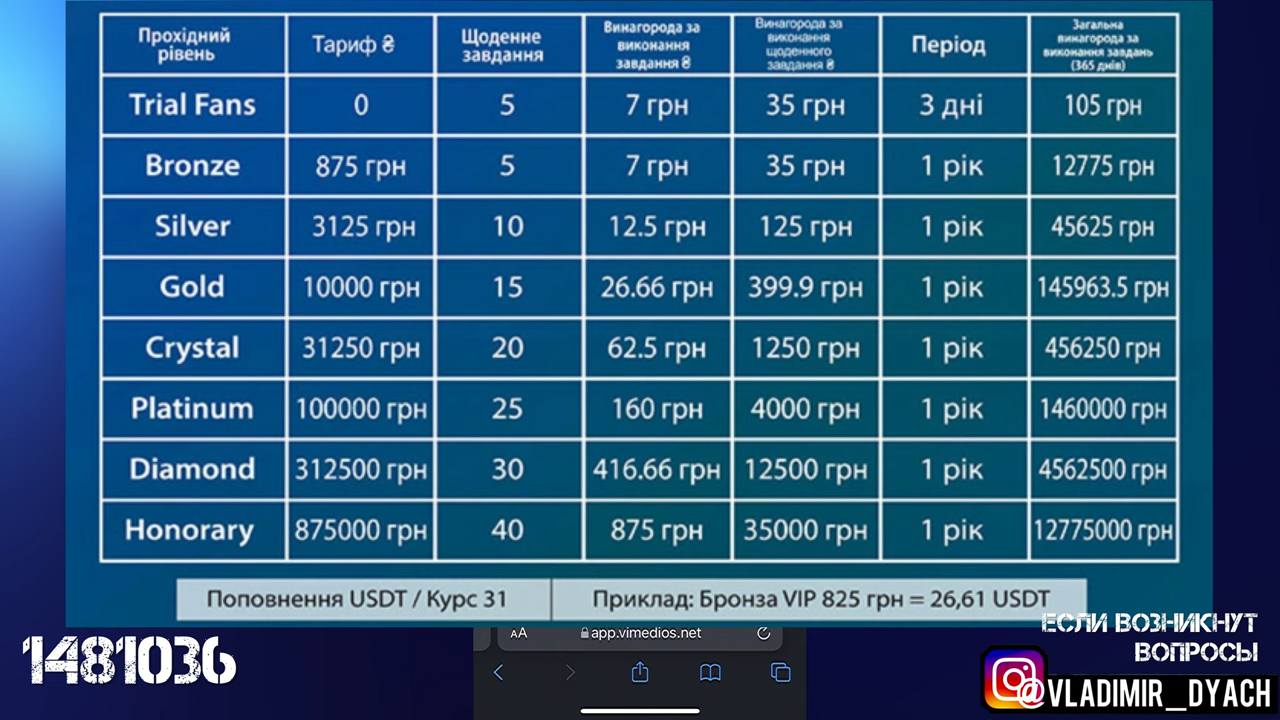 Прохідний рівень | Тариф ₴ | Щоденне завдання | Винагорода за виконання завдання ₴ | Винагорода за виконання щоденного завдання ₴ | Період | Загальна винагорода за виконання завдань (365 днів)
Trial Fans | 0 | 5 | 7 грн | 35 грн | 3 дні | 105 грн
Bronze | 875 грн | 5 | 7 грн | 35 грн | 1 рік | 12775 грн
Silver | 3125 грн | 10 | 12.5 грн | 125 грн | 1 рік | 45625 грн
Gold | 10000 грн | 15 | 26.66 грн | 399.9 грн | 1 рік | 145963.5 грн
Crystal | 31250 грн | 20 | 62.5 грн | 1250 грн | 1 рік | 456250 грн
Platinum | 100000 грн | 25 | 160 грн | 4000 грн | 1 рік | 1460000 грн
Diamond | 312500 грн | 30 | 416.66 грн | 12500 грн | 1 рік | 4562500 грн
Honorary | 875000 грн | 40 | 875 грн | 35000 грн | 1 рік | 12775000 грн
Поповнення USDT / Курс 31 | Приклад: Бронза VIP 825 грн = 26,61 USDT
1481036
AA app.vimedios.net
ЕСЛИ ВОЗНИКНУТ
ВОПРОСЫ
@VLADIMIR_DYACH